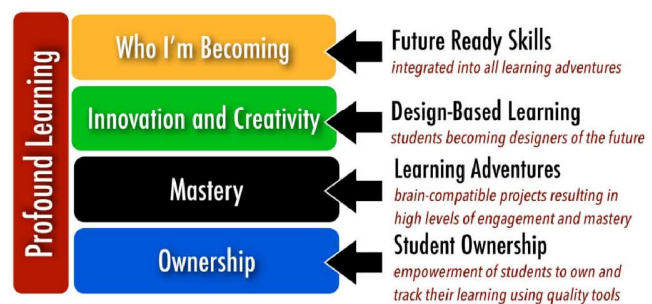 Profound Learning
Who I'm Becoming
Future Ready Skills
integrated into all learning adventures
Innovation and Creativity
Design-Based Learning
students becoming designers of the future
Mastery
Learning Adventures
brain-compatible projects resulting in
high levels of engagement and mastery
Ownership
Student Ownership
empowerment of students to own and
track their learning using quality tools